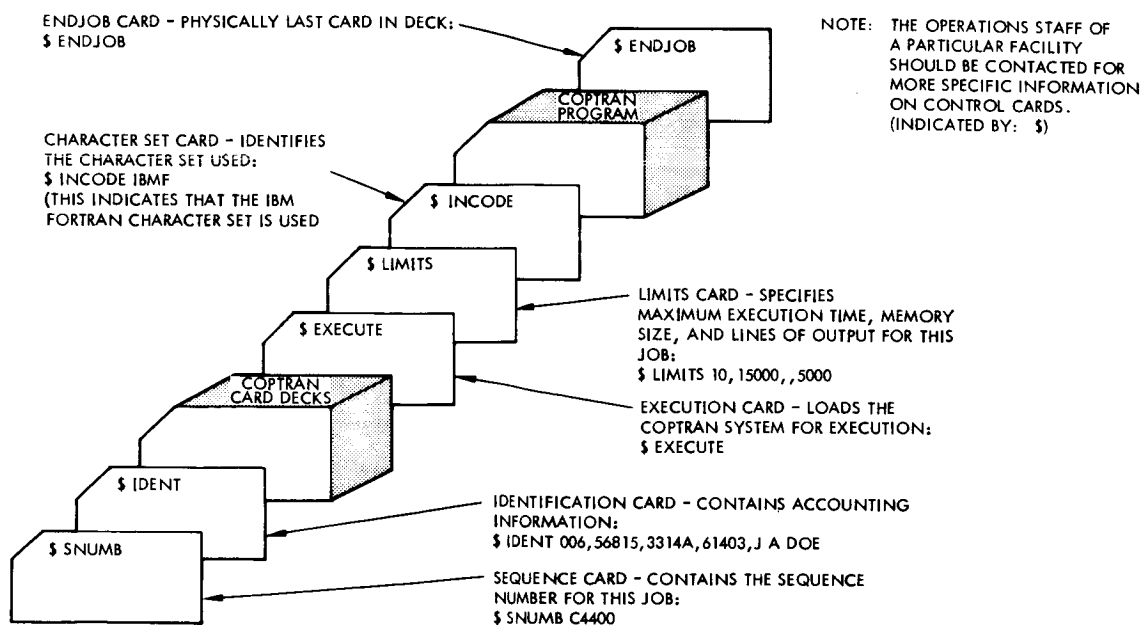 ENDJOB CARD - PHYSICALLY LAST CARD IN DECK:
$ ENDJOB
$ ENDJOB
NOTE: THE OPERATIONS STAFF OF
A PARTICULAR FACILITY
SHOULD BE CONTACTED FOR
MORE SPECIFIC INFORMATION
ON CONTROL CARDS.
(INDICATED BY: $)
COPTRAN
PROGRAM
CHARACTER SET CARD - IDENTIFIES
THE CHARACTER SET USED:
$ INCODE IBMF
(THIS INDICATES THAT THE IBM
FORTRAN CHARACTER SET IS USED
$ INCODE
$ LIMITS
LIMITS CARD - SPECIFIES
MAXIMUM EXECUTION TIME, MEMORY
SIZE, AND LINES OF OUTPUT FOR THIS
JOB:
$ LIMITS 10,15000,,5000
$ EXECUTE
EXECUTION CARD - LOADS THE
COPTRAN SYSTEM FOR EXECUTION:
$ EXECUTE
COPTRAN
CARD DECKS
$ IDENT
IDENTIFICATION CARD - CONTAINS ACCOUNTING
INFORMATION:
$ IDENT 006,56815,3314A,61403,J A DOE
$ SNUMB
SEQUENCE CARD - CONTAINS THE SEQUENCE
NUMBER FOR THIS JOB:
$ SNUMB C4400